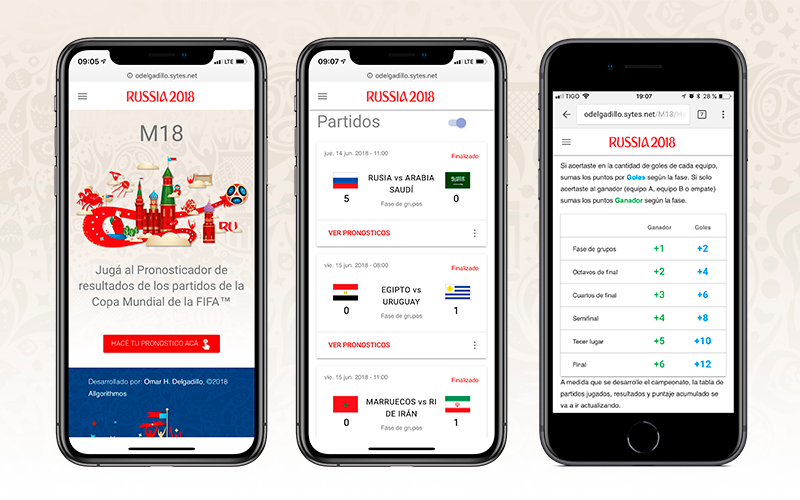 09:05
LTE
odelgadillo.sytes.net
RUSSIA 2018
M18
RU
Jugá al Pronosticador de
resultados de los partidos de la
Copa Mundial de la FIFA™
HACÉ TU PRONOSTICO ACÁ
Desarrollado por: Omar H. Delgadillo, ©2018
Allgorithmos
09:07
LTE
odelgadillo.sytes.net
RUSSIA 2018
Partidos
jue. 14 jun. 2018 - 11:00
Finalizado
RUSIA vs ARABIA
SAUDÍ
5
0
Fase de grupos
VER PRONOSTICOS
vie. 15 jun. 2018 - 08:00
Finalizado
EGIPTO vs
URUGUAY
0
1
Fase de grupos
VER PRONOSTICOS
vie. 15 jun. 2018 - 11:00
Finalizado
MARRUECOS vs RI
DE IRÁN
0
1
Fase de grupos
TIGO
19:07
28 %
odelgadillo.sytes.net/M18/H
7
RUSSIA 2018
Si acertaste en la cantidad de goles de cada equipo,
sumas los puntos por Goles según la fase. Si solo
acertaste al ganador (equipo A, equipo B o empate)
sumas los puntos Ganador según la fase.
Ganador Goles
Fase de grupos +1 +2
Octavos de final +2 +4
Cuartos de final +3 +6
Semifinal +4 +8
Tecer lugar +5 +10
Final +6 +12
A medida que se desarrolle el campeonato, la tabla de
partidos jugados, resultados y puntaje acumulado se
va a ir actualizando.